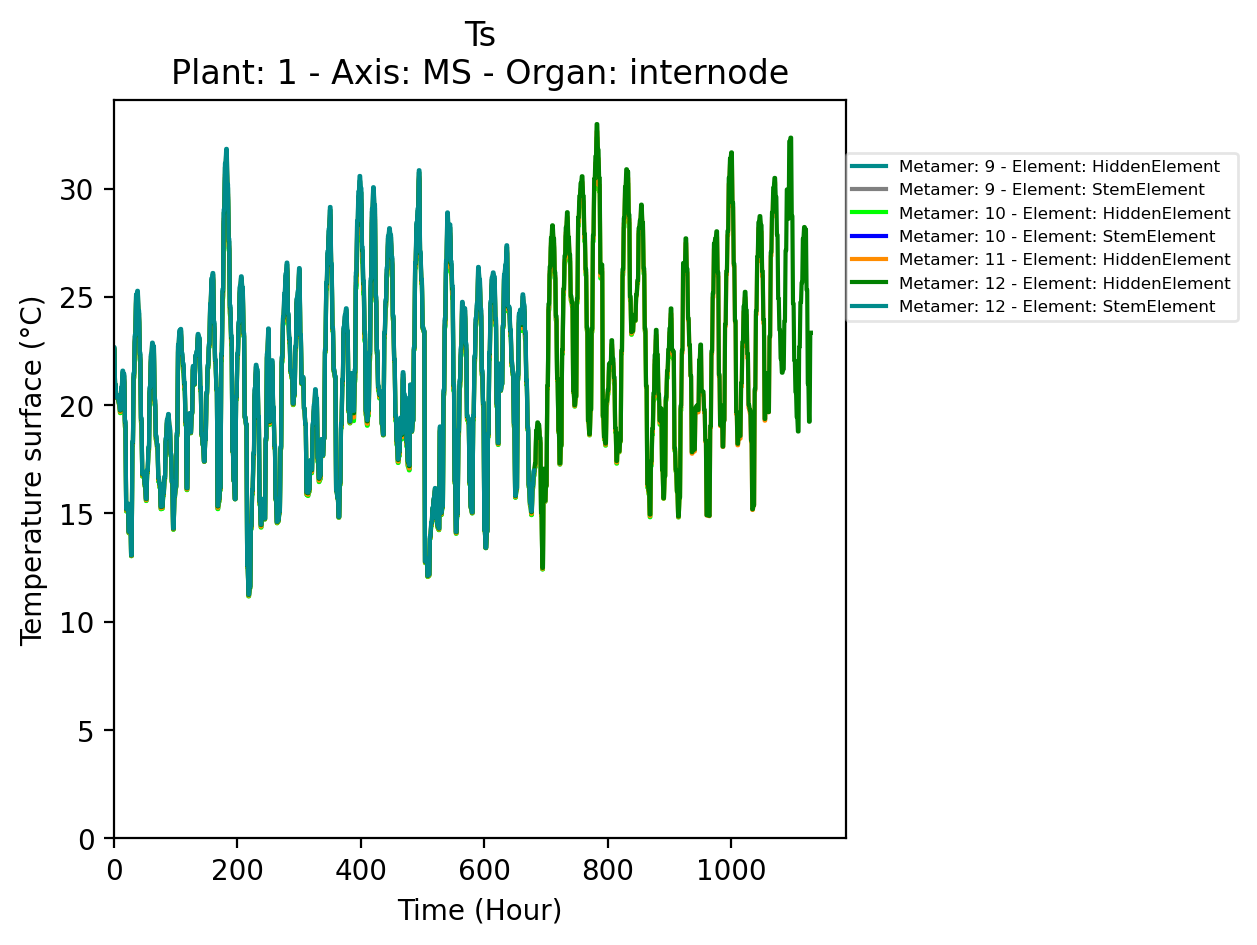 Ts
Plant: 1 - Axis: MS - Organ: internode
30
25
20
15
10
5
0
Temperature surface (°C)
0 200 400 600 800 1000
Time (Hour)
Metamer: 9 - Element: HiddenElement
Metamer: 9 - Element: StemElement
Metamer: 10 - Element: HiddenElement
Metamer: 10 - Element: StemElement
Metamer: 11 - Element: HiddenElement
Metamer: 12 - Element: HiddenElement
Metamer: 12 - Element: StemElement